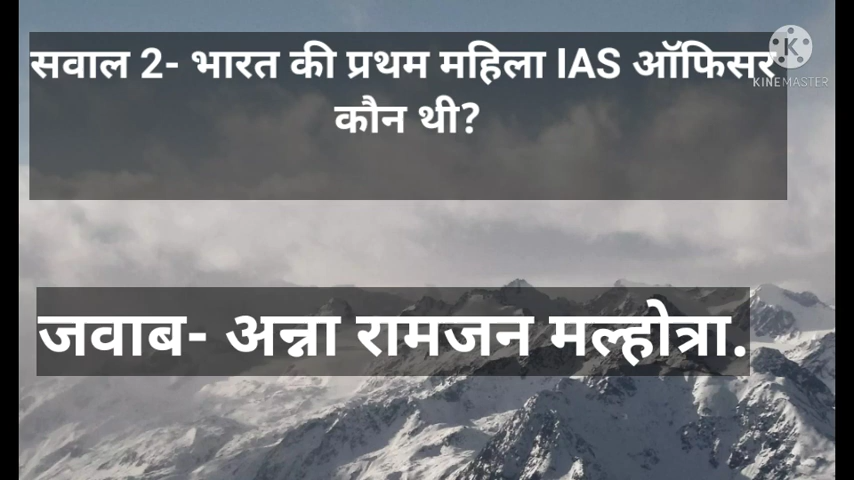 सवाल 2- भारत की प्रथम महिला IAS ऑफिसर
कौन थी?
K
KINEMASTER
जवाब- अन्ना रामजन मल्होत्रा.